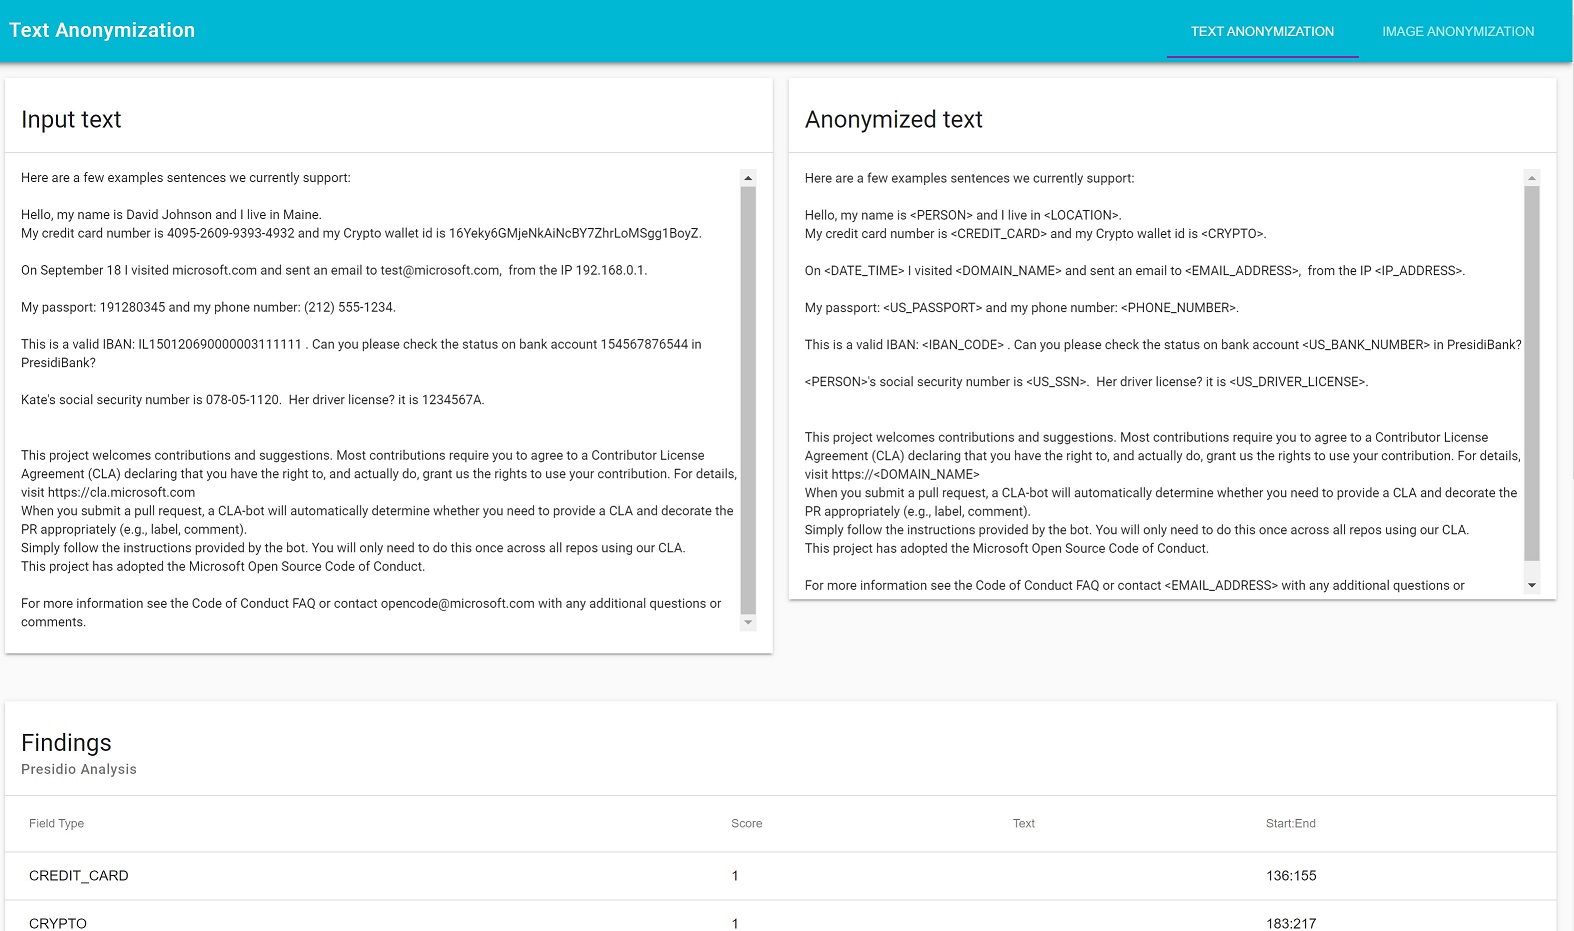 Text Anonymization
TEXT ANONYMIZATION
IMAGE ANONYMIZATION
Input text
Here are a few examples sentences we currently support:
Hello, my name is David Johnson and I live in Maine.
My credit card number is 4095-2609-9393-4932 and my Crypto wallet id is 16Yeky6GMjeNkAiNcBY7ZhrLoMSgg1BoyZ.
On September 18 I visited microsoft.com and sent an email to test@microsoft.com,  from the IP 192.168.0.1.
My passport: 191280345 and my phone number: (212) 555-1234.
This is a valid IBAN: IL150120690000003111111 . Can you please check the status on bank account 154567876544 in
PresidiBank?
Kate's social security number is 078-05-1120.  Her driver license? it is 1234567A.
This project welcomes contributions and suggestions. Most contributions require you to agree to a Contributor License
Agreement (CLA) declaring that you have the right to, and actually do, grant us the rights to use your contribution. For details,
visit https://cla.microsoft.com
When you submit a pull request, a CLA-bot will automatically determine whether you need to provide a CLA and decorate the
PR appropriately (e.g., label, comment).
Simply follow the instructions provided by the bot. You will only need to do this once across all repos using our CLA.
This project has adopted the Microsoft Open Source Code of Conduct.
For more information see the Code of Conduct FAQ or contact opencode@microsoft.com with any additional questions or
comments.
Anonymized text
Here are a few examples sentences we currently support:
Hello, my name is <PERSON> and I live in <LOCATION>.
My credit card number is <CREDIT_CARD> and my Crypto wallet id is <CRYPTO>.
On <DATE_TIME> I visited <DOMAIN_NAME> and sent an email to <EMAIL_ADDRESS>,  from the IP <IP_ADDRESS>.
My passport: <US_PASSPORT> and my phone number: <PHONE_NUMBER>.
This is a valid IBAN: <IBAN_CODE> . Can you please check the status on bank account <US_BANK_NUMBER> in PresidiBank?
<PERSON>'s social security number is <US_SSN>.  Her driver license? it is <US_DRIVER_LICENSE>.
This project welcomes contributions and suggestions. Most contributions require you to agree to a Contributor License
Agreement (CLA) declaring that you have the right to, and actually do, grant us the rights to use your contribution. For details,
visit https://<DOMAIN_NAME>
When you submit a pull request, a CLA-bot will automatically determine whether you need to provide a CLA and decorate the
PR appropriately (e.g., label, comment).
Simply follow the instructions provided by the bot. You will only need to do this once across all repos using our CLA.
This project has adopted the Microsoft Open Source Code of Conduct.
For more information see the Code of Conduct FAQ or contact <EMAIL_ADDRESS> with any additional questions or
Findings
Presidio Analysis
Field Type Score Text Start:End
CREDIT_CARD 1 136:155
CRYPTO 1 183:217